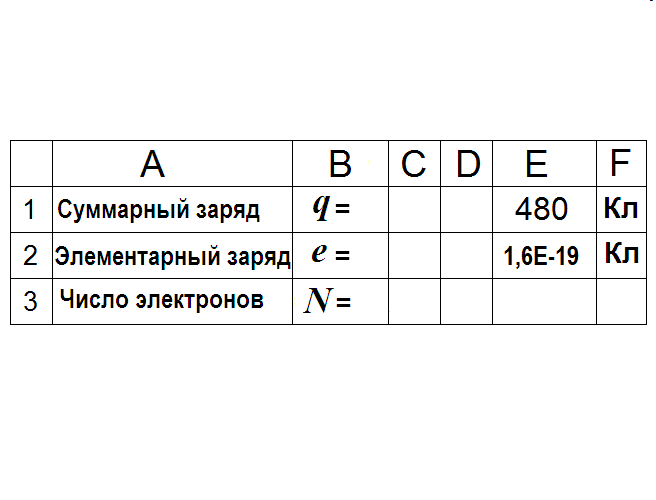 A B C D E F
1 Суммарный заряд q = 480 Кл
2 Элементарный заряд e = 1,6E-19 Кл
3 Число электронов N =